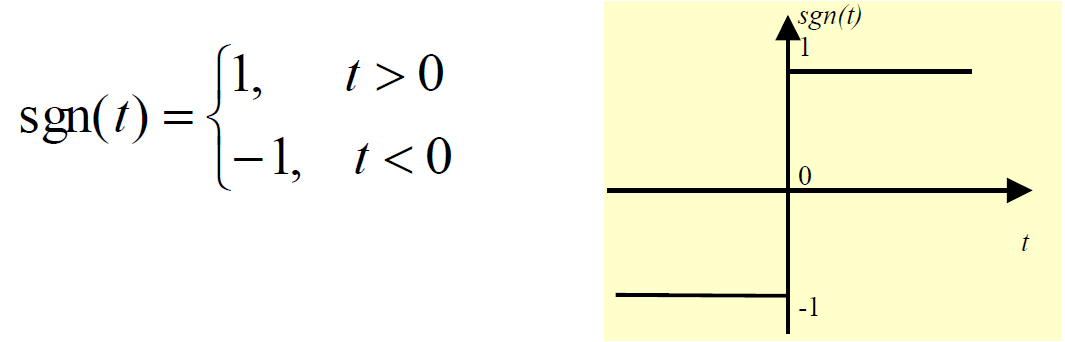 sgn(t) = { 1, t > 0
−1, t < 0
sgn(t)
1
0
t
-1